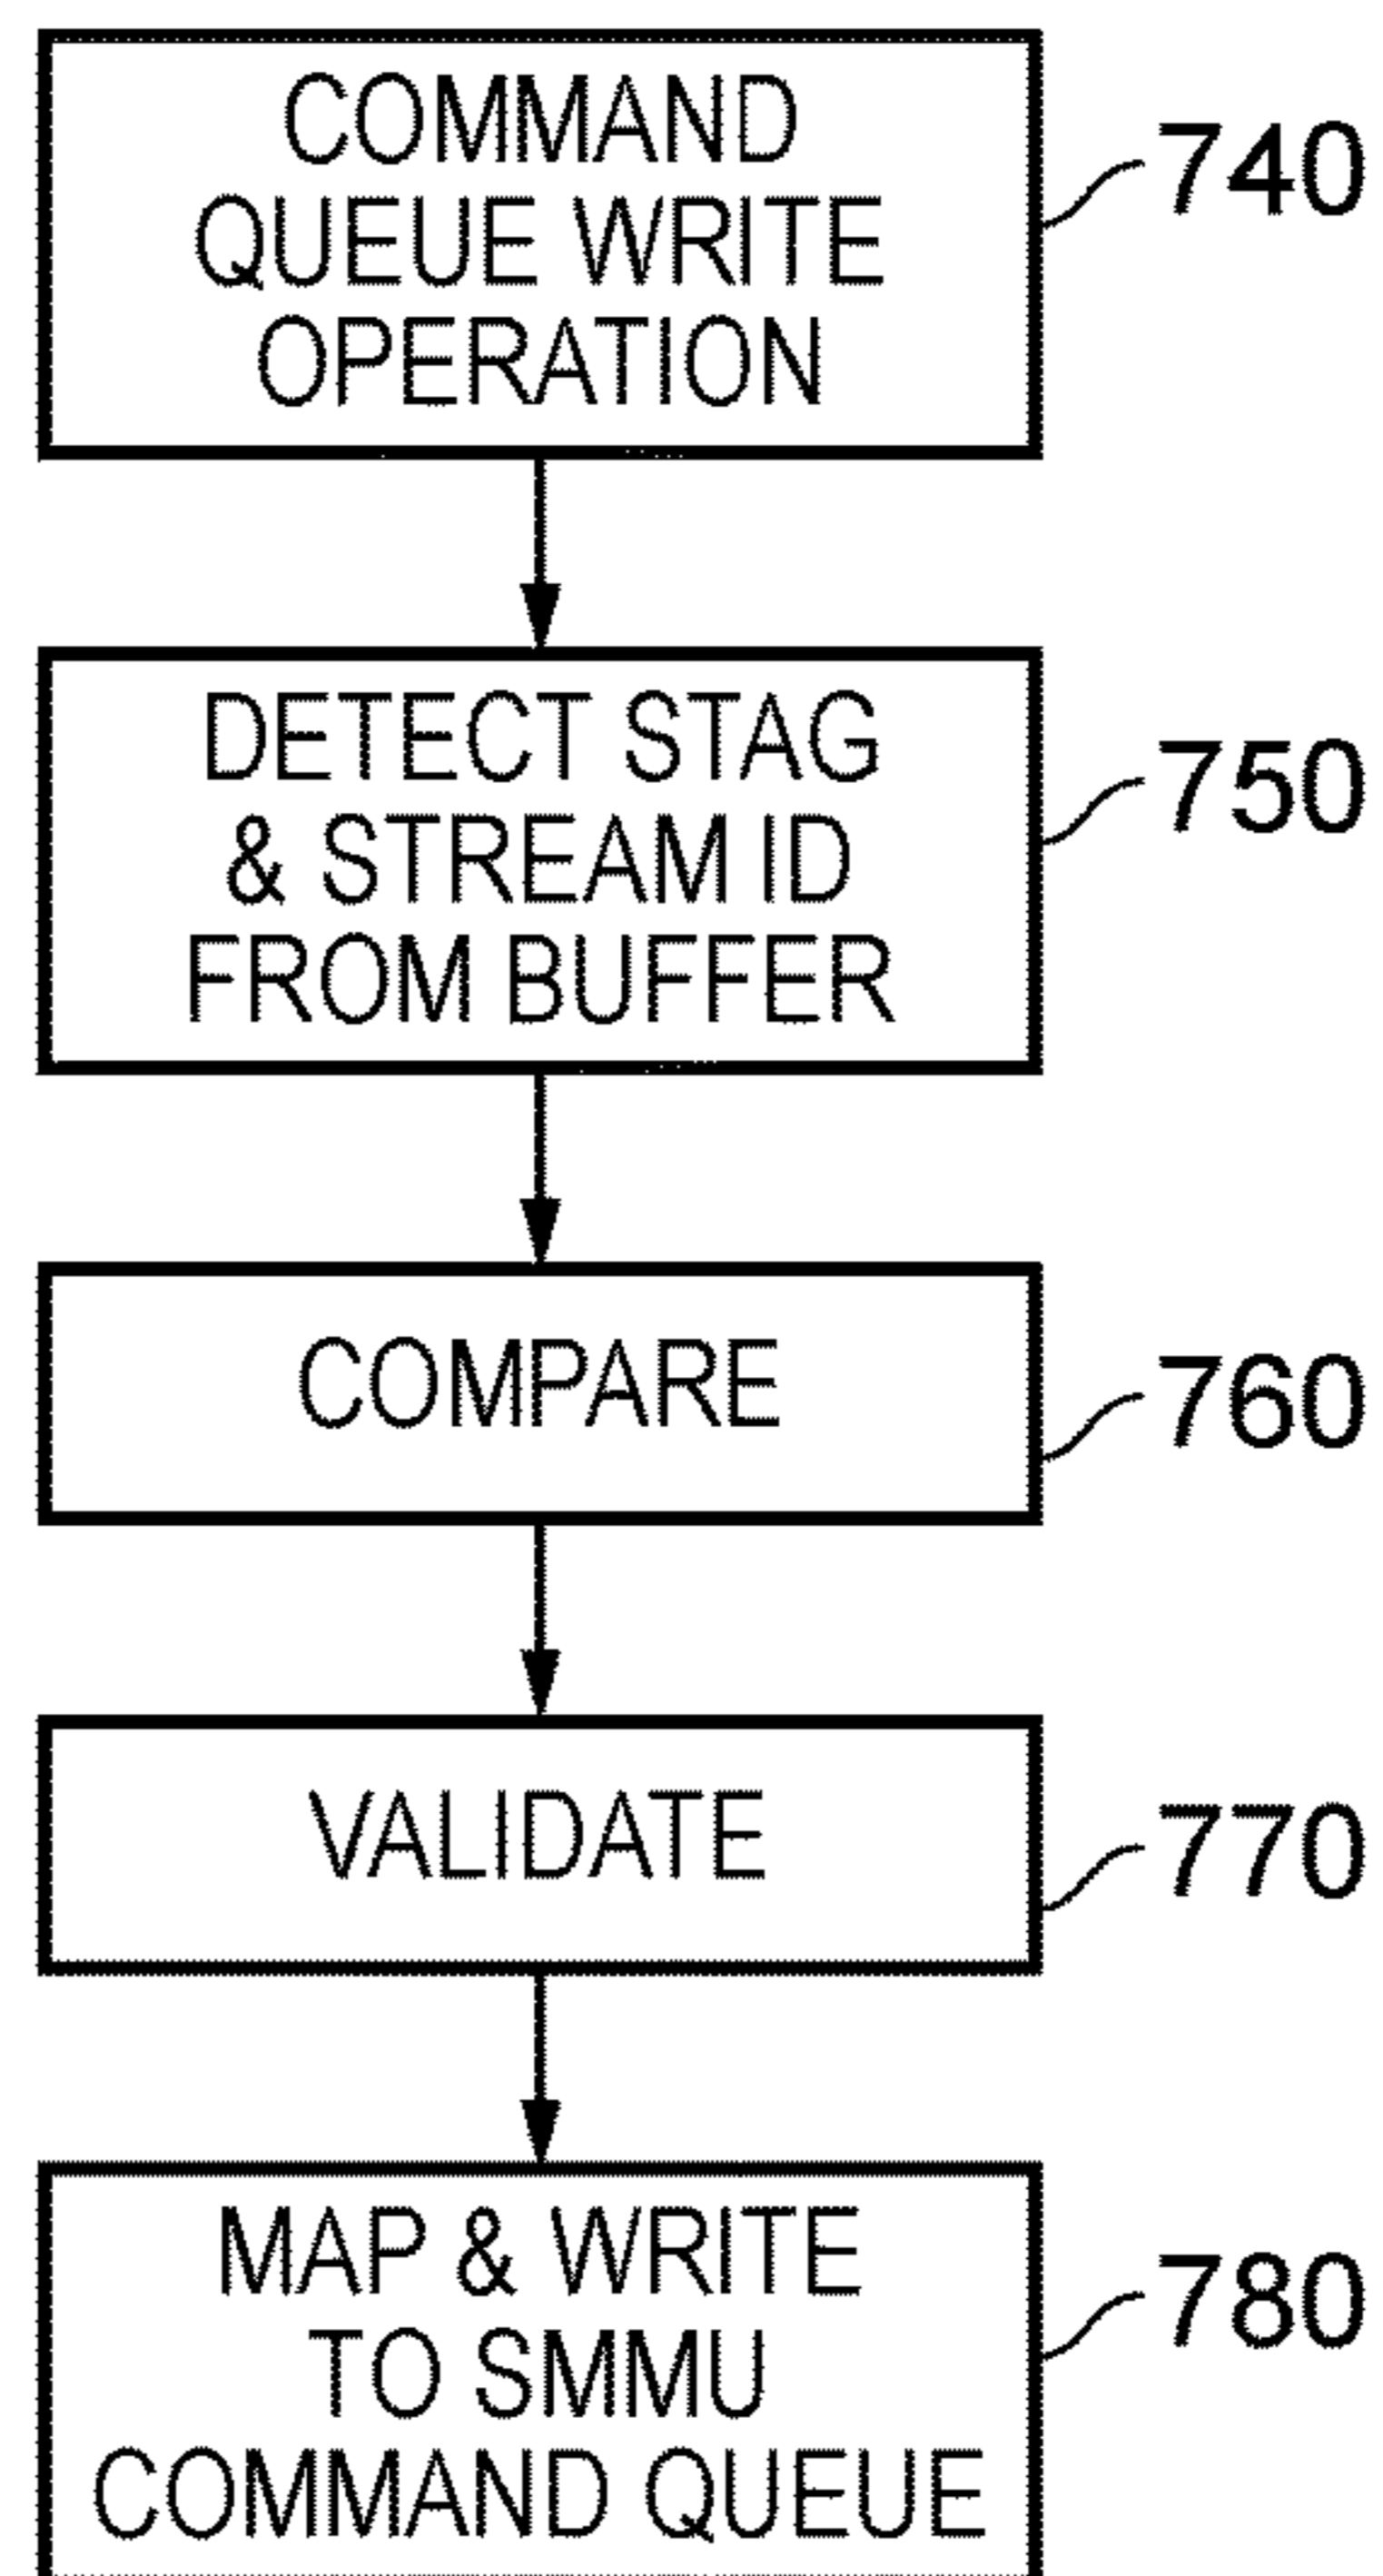 COMMAND
QUEUE WRITE
OPERATION
740
DETECT STAG
& STREAM ID
FROM BUFFER
750
COMPARE
760
VALIDATE
770
MAP & WRITE
TO SMMU
COMMAND QUEUE
780